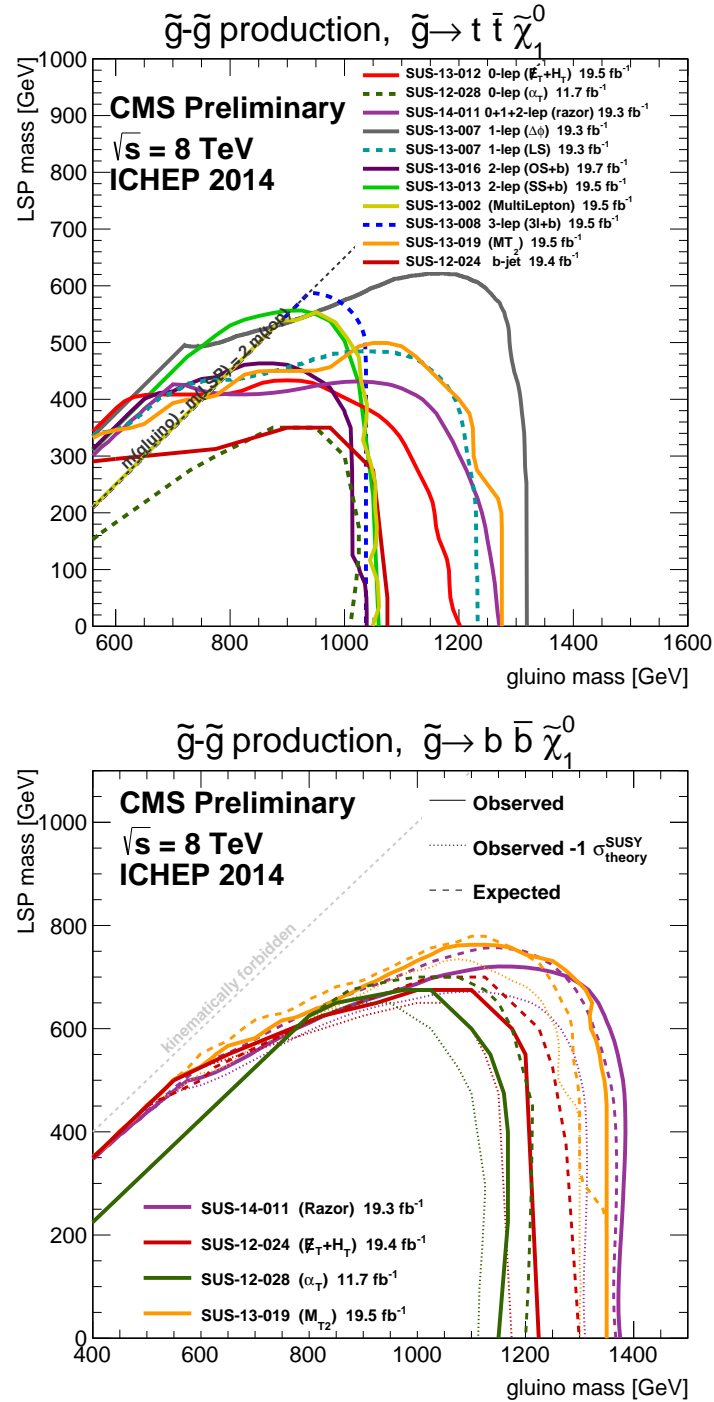 g̃-g̃ production, g̃→ t t̄ χ̃₁⁰
LSP mass [GeV]
CMS Preliminary
√s = 8 TeV
ICHEP 2014
SUS-13-012 0-lep (E̸_T+H_T) 19.5 fb⁻¹
SUS-12-028 0-lep (α_T) 11.7 fb⁻¹
SUS-14-011 0+1+2-lep (razor) 19.3 fb⁻¹
SUS-13-007 1-lep (Δϕ) 19.3 fb⁻¹
SUS-13-007 1-lep (LS) 19.3 fb⁻¹
SUS-13-016 2-lep (OS+b) 19.7 fb⁻¹
SUS-13-013 2-lep (SS+b) 19.5 fb⁻¹
SUS-13-002 (MultiLepton) 19.5 fb⁻¹
SUS-13-008 3-lep (3l+b) 19.5 fb⁻¹
SUS-13-019 (MT₂) 19.5 fb⁻¹
SUS-12-024 b-jet 19.4 fb⁻¹
m(gluino) - m(LSP) = 2 m(top)
1000
900
800
700
600
500
400
300
200
100
0
600 800 1000 1200 1400 1600
gluino mass [GeV]
g̃-g̃ production, g̃→ b b̄ χ̃₁⁰
LSP mass [GeV]
CMS Preliminary
√s = 8 TeV
ICHEP 2014
Observed
Observed -1 σ_theory^SUSY
Expected
kinematically forbidden
1000
800
600
400
200
0
SUS-14-011 (Razor) 19.3 fb⁻¹
SUS-12-024 (E̸_T+H_T) 19.4 fb⁻¹
SUS-12-028 (α_T) 11.7 fb⁻¹
SUS-13-019 (M_T2) 19.5 fb⁻¹
400 600 800 1000 1200 1400
gluino mass [GeV]